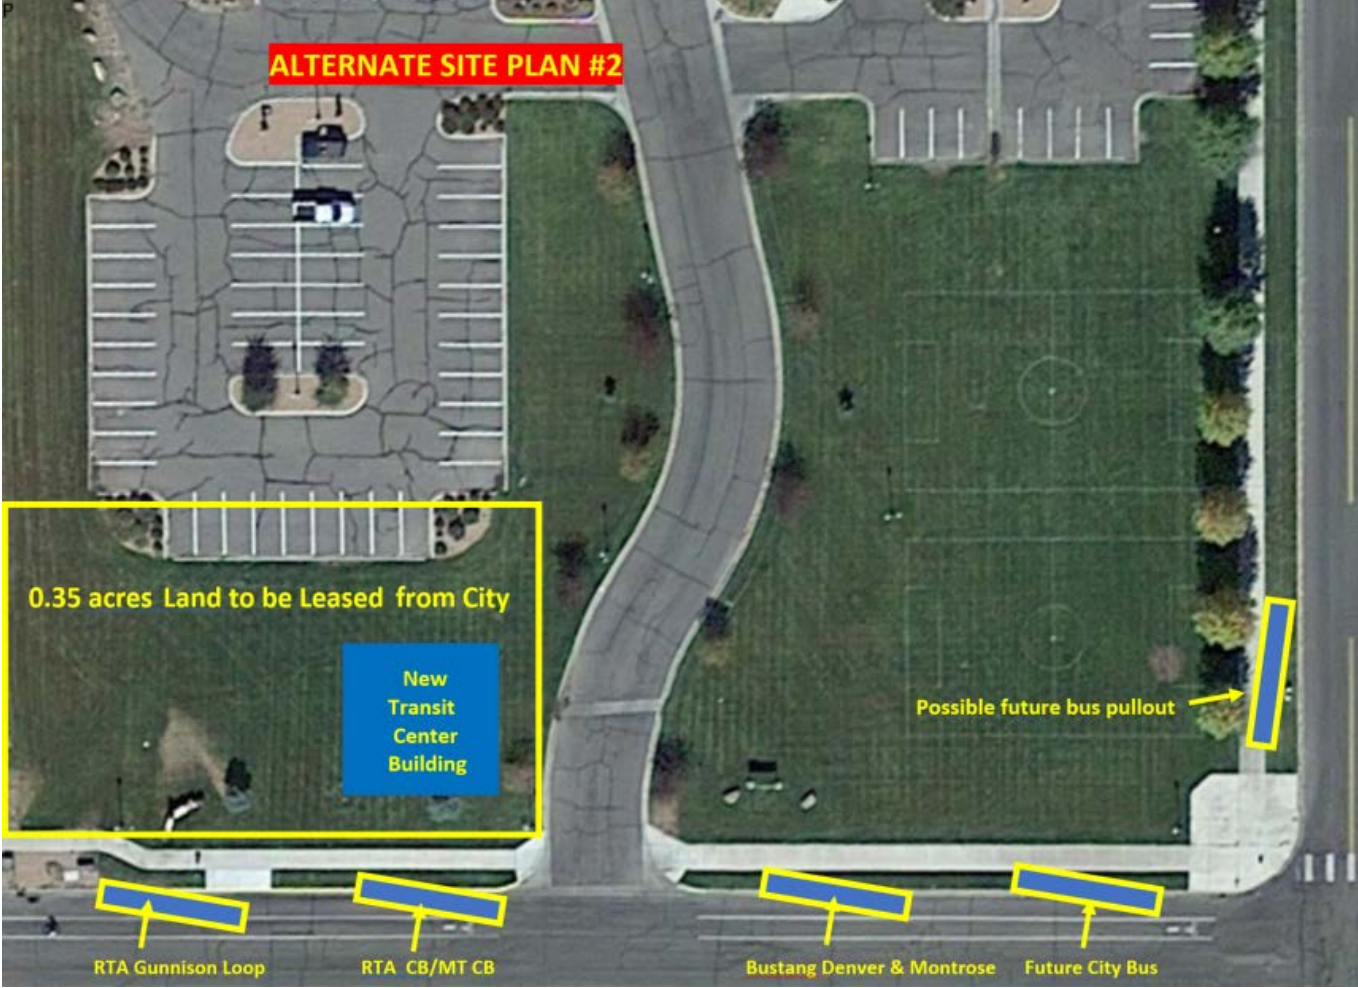 P
ALTERNATE SITE PLAN #2
0.35 acres Land to be Leased from City
New
Transit
Center
Building
Possible future bus pullout
RTA Gunnison Loop
RTA CB/MT CB
Bustang Denver & Montrose
Future City Bus